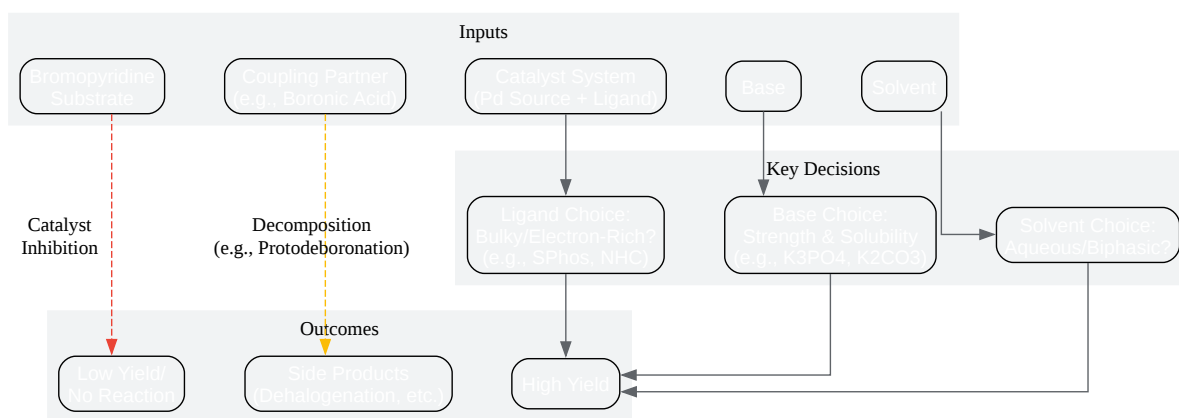 Inputs
Bromopyridine
Substrate
Coupling Partner
(e.g., Boronic Acid)
Catalyst System
(Pd Source + Ligand)
Base
Solvent
Key Decisions
Ligand Choice:
Bulky/Electron-Rich?
(e.g., SPhos, NHC)
Base Choice:
Strength & Solubility
(e.g., K3PO4, K2CO3)
Solvent Choice:
Aqueous/Biphasic?
Catalyst
Inhibition
Decomposition
(e.g., Protodeboronation)
Outcomes
Low Yield/
No Reaction
Side Products
(Dehalogenation, etc.)
High Yield